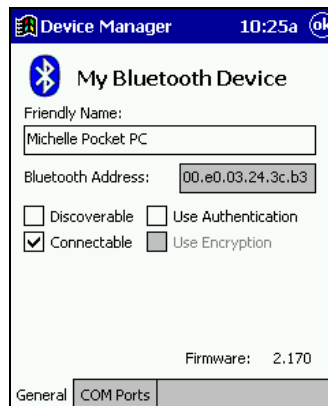 Device Manager 10:25a ok
My Bluetooth Device
Friendly Name:
Michelle Pocket PC
Bluetooth Address: 00.e0.03.24.3c.b3
Discoverable Use Authentication
Connectable Use Encryption
Firmware: 2.170
General COM Ports